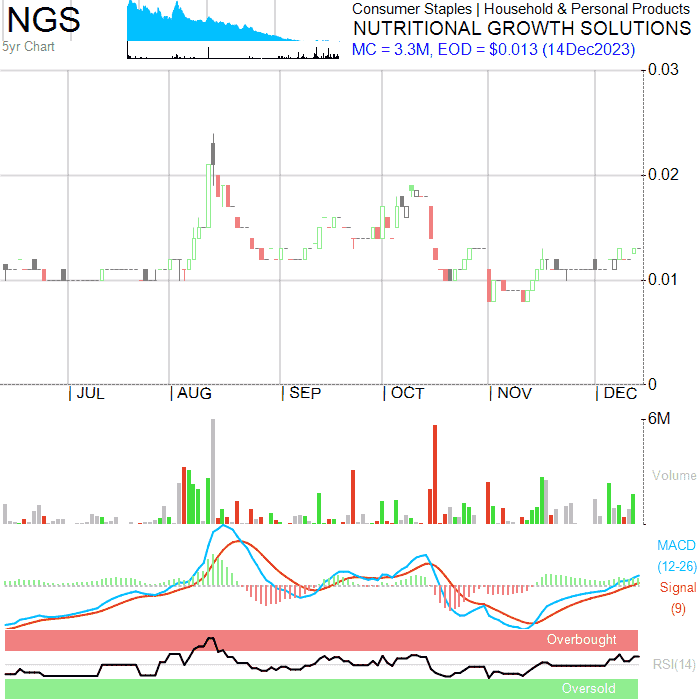 NGS
5yr Chart
Consumer Staples | Household & Personal Products
NUTRITIONAL GROWTH SOLUTIONS
MC = 3.3M, EOD = $0.013 (14Dec2023)
0.03
0.02
0.01
0
| JUL | AUG | SEP | OCT | NOV | DEC
6M
Volume
MACD
(12-26)
Signal
(9)
Overbought
RSI(14)
Oversold